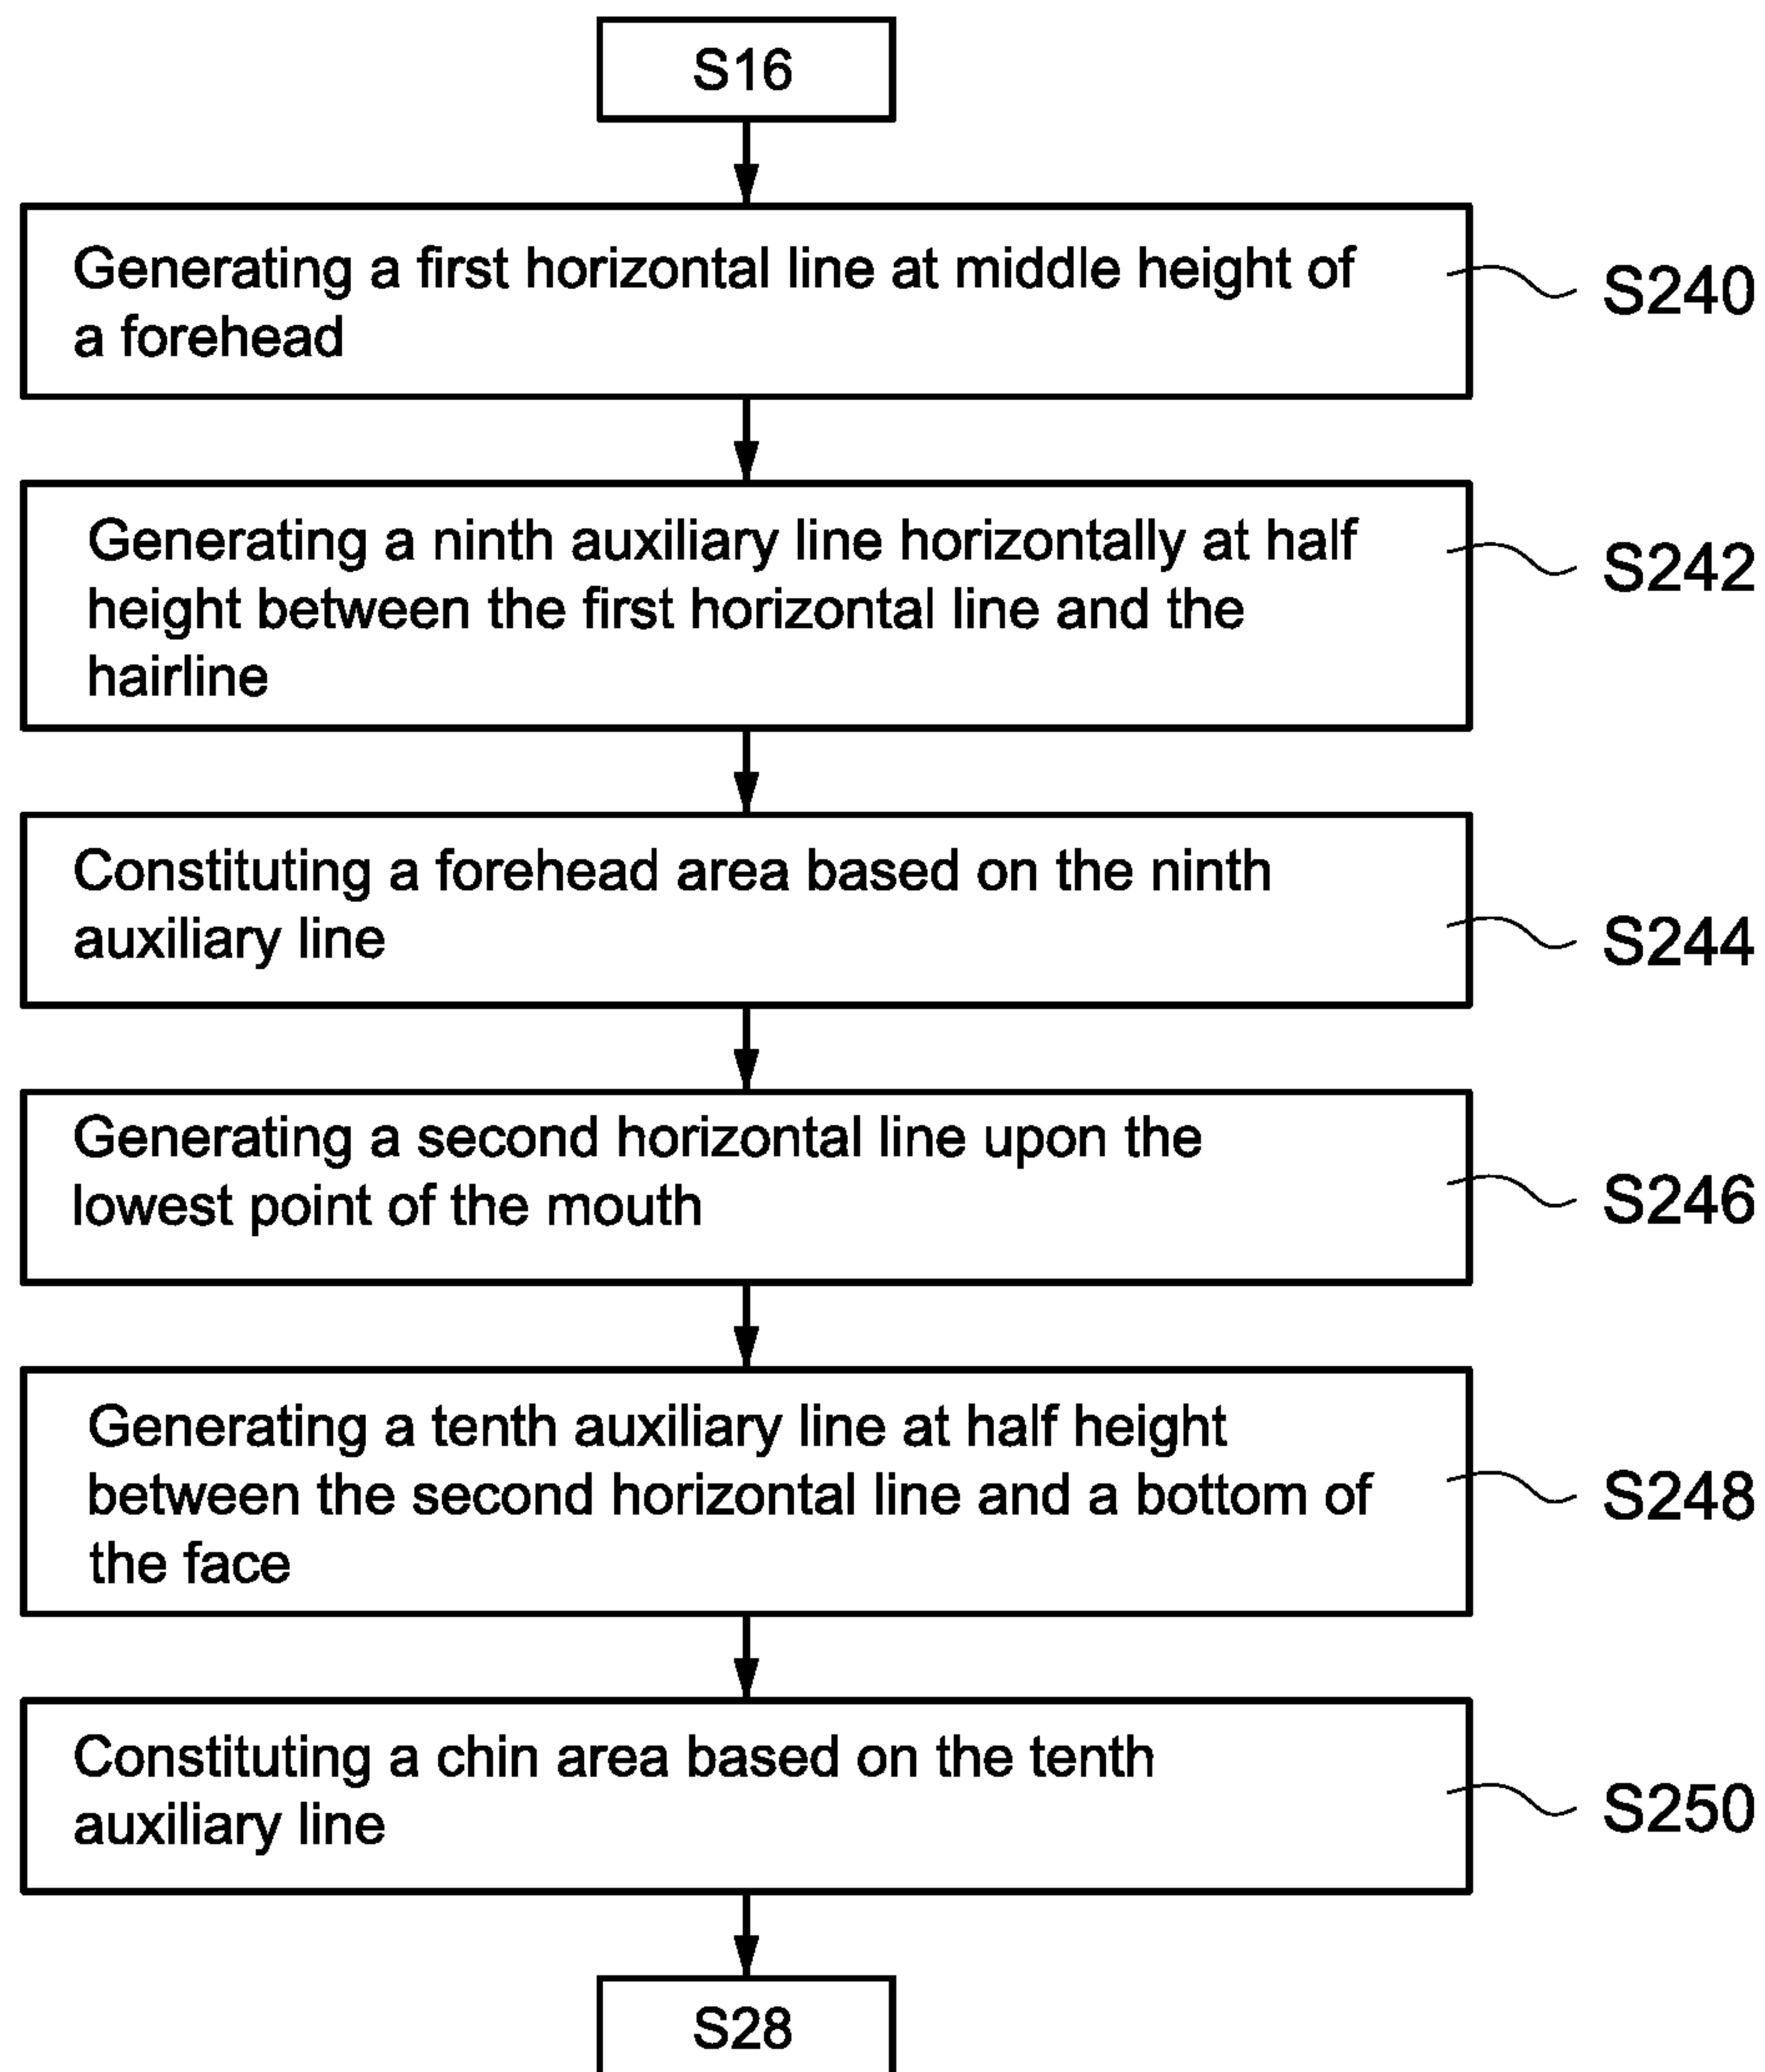 S16
Generating a first horizontal line at middle height of
a forehead
S240
Generating a ninth auxiliary line horizontally at half
height between the first horizontal line and the
hairline
S242
Constituting a forehead area based on the ninth
auxiliary line
S244
Generating a second horizontal line upon the
lowest point of the mouth
S246
Generating a tenth auxiliary line at half height
between the second horizontal line and a bottom of
the face
S248
Constituting a chin area based on the tenth
auxiliary line
S250
S28